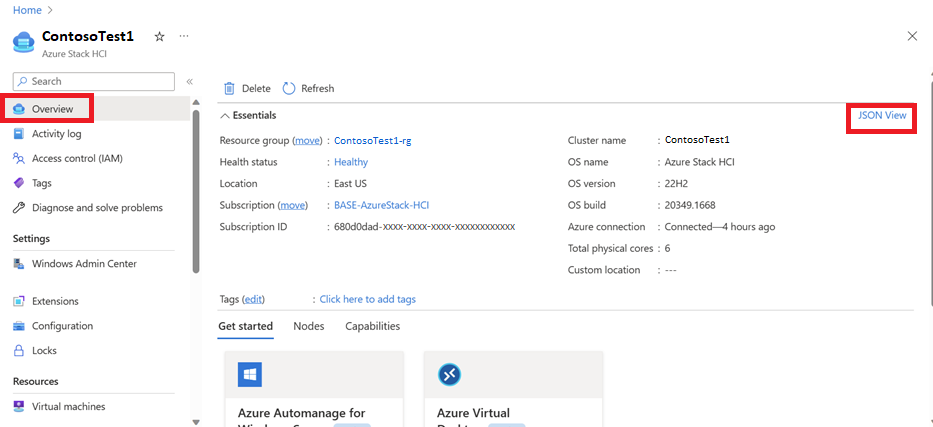 Home >
ContosoTest1 ☆ ...
Azure Stack HCI
Search «
Overview
Activity log
Access control (IAM)
Tags
Diagnose and solve problems
Settings
Windows Admin Center
Extensions
Configuration
Locks
Resources
Virtual machines
Delete Refresh
Essentials JSON View
Resource group (move) : ContosoTest1-rg
Health status : Healthy
Location : East US
Subscription (move) : BASE-AzureStack-HCI
Subscription ID : 680d0dad-xxxx-xxxx-xxxx-xxxxxxxxxxxx
Cluster name : ContosoTest1
OS name : Azure Stack HCI
OS version : 22H2
OS build : 20349.1668
Azure connection : Connected—4 hours ago
Total physical cores : 6
Custom location : ---
Tags (edit) : Click here to add tags
Get started Nodes Capabilities
Azure Automanage for
Azure Virtual